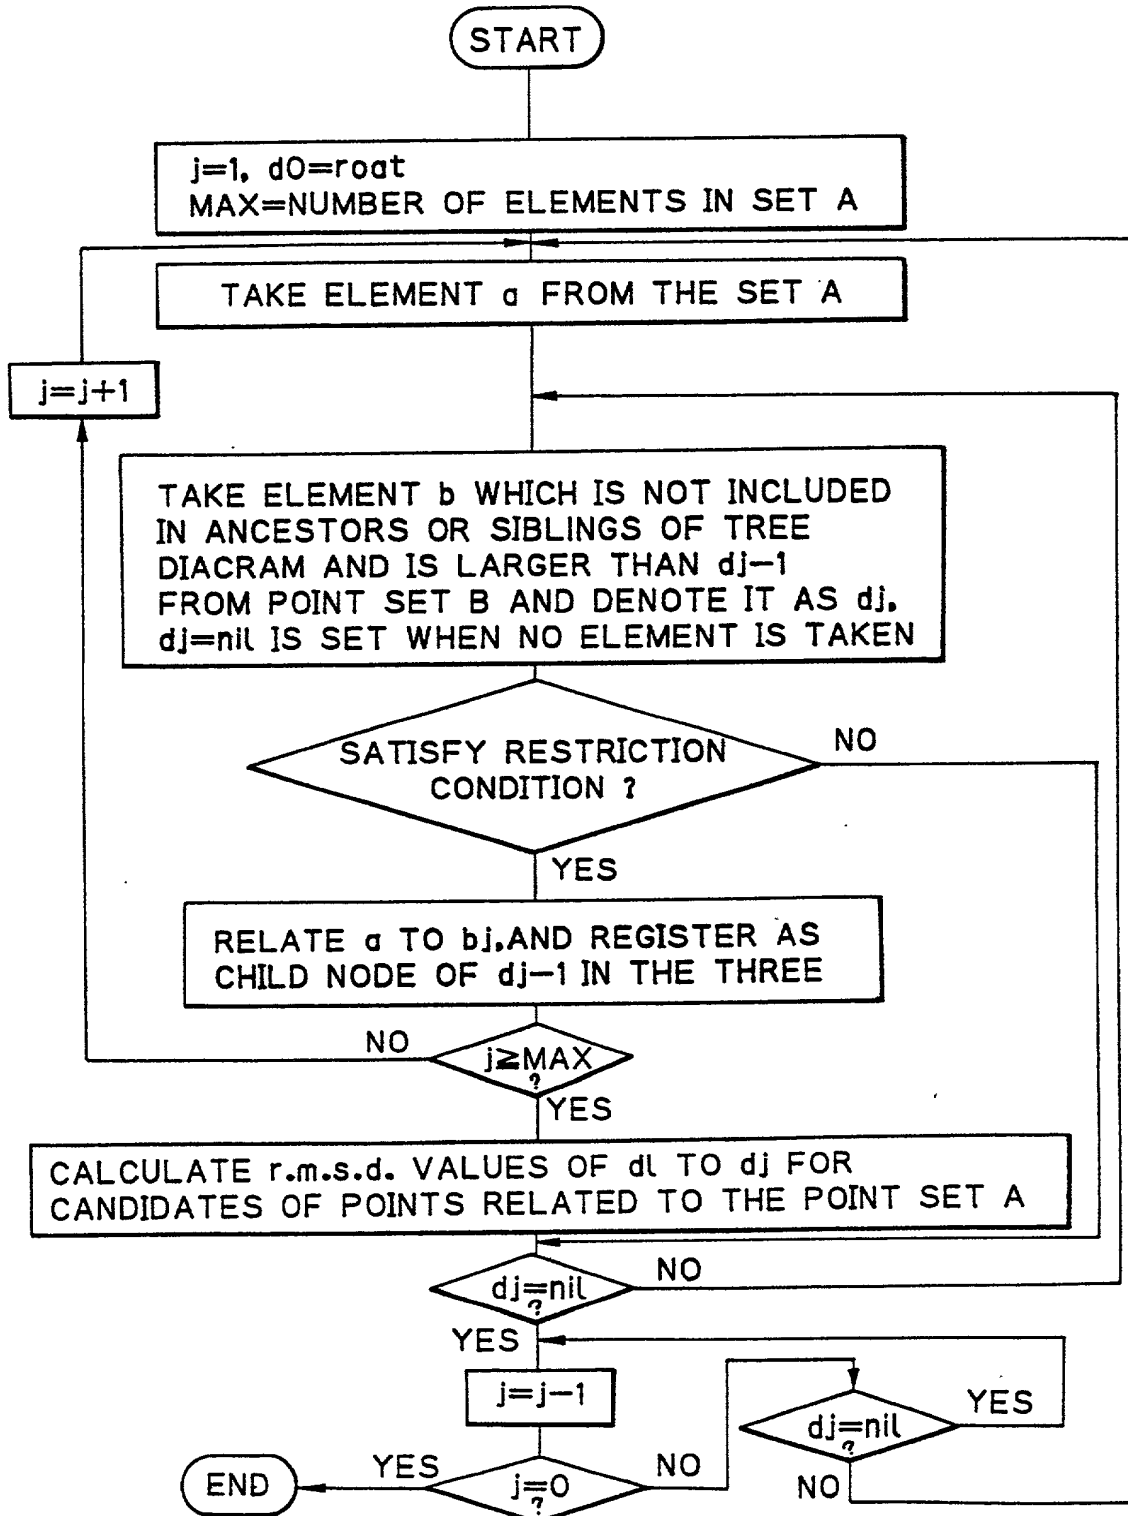 START
j=1, d0=roat
MAX=NUMBER OF ELEMENTS IN SET A
TAKE ELEMENT a FROM THE SET A
j=j+1
TAKE ELEMENT b WHICH IS NOT INCLUDED
IN ANCESTORS OR SIBLINGS OF TREE
DIACRAM AND IS LARGER THAN dj-1
FROM POINT SET B AND DENOTE IT AS dj.
dj=nil IS SET WHEN NO ELEMENT IS TAKEN
SATISFY RESTRICTION
CONDITION ?
NO
YES
RELATE a TO bj,AND REGISTER AS
CHILD NODE OF dj-1 IN THE THREE
NO
j≧MAX
?
YES
CALCULATE r.m.s.d. VALUES OF dl TO dj FOR
CANDIDATES OF POINTS RELATED TO THE POINT SET A
dj=nil
?
NO
YES
j=j-1
dj=nil
?
YES
NO
j=0
?
YES
NO
END